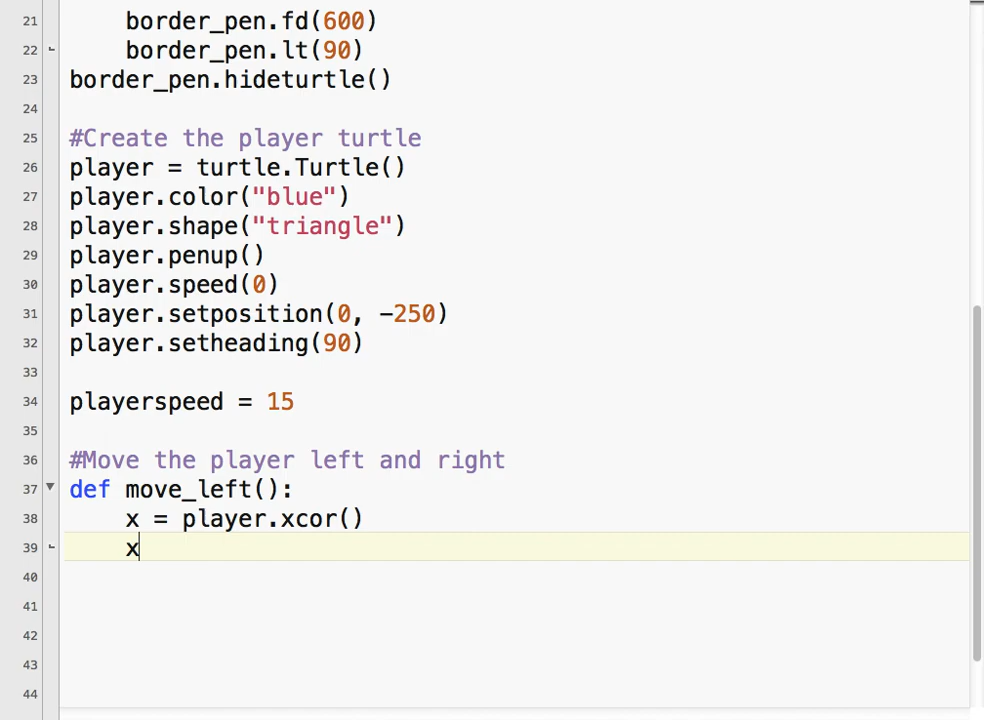 21 border_pen.fd(600)
22 border_pen.lt(90)
23 border_pen.hideturtle()
24
25 #Create the player turtle
26 player = turtle.Turtle()
27 player.color("blue")
28 player.shape("triangle")
29 player.penup()
30 player.speed(0)
31 player.setposition(0, -250)
32 player.setheading(90)
33
34 playerspeed = 15
35
36 #Move the player left and right
37 def move_left():
38 x = player.xcor()
39 x
40
41
42
43
44